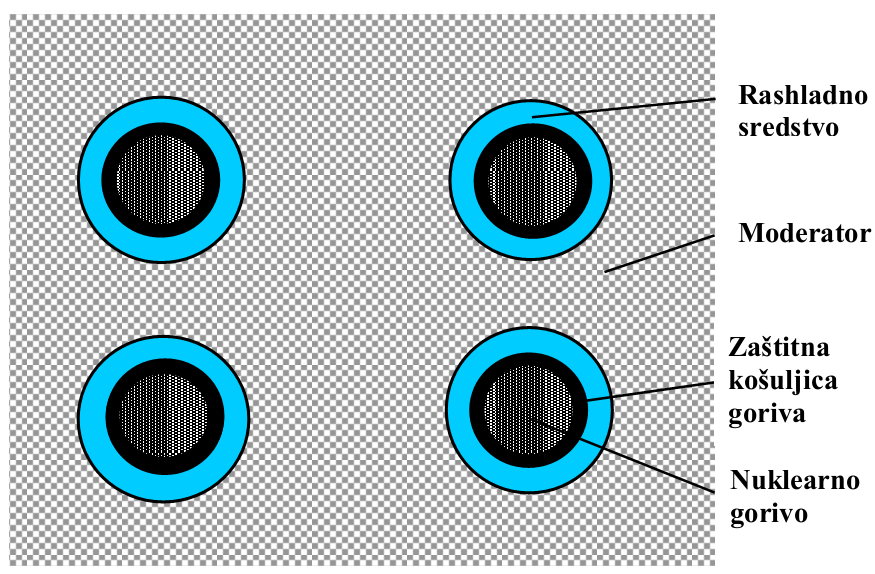 Rashladno
sredstvo
Moderator
Zaštitna
košuljica
goriva
Nuklearno
gorivo